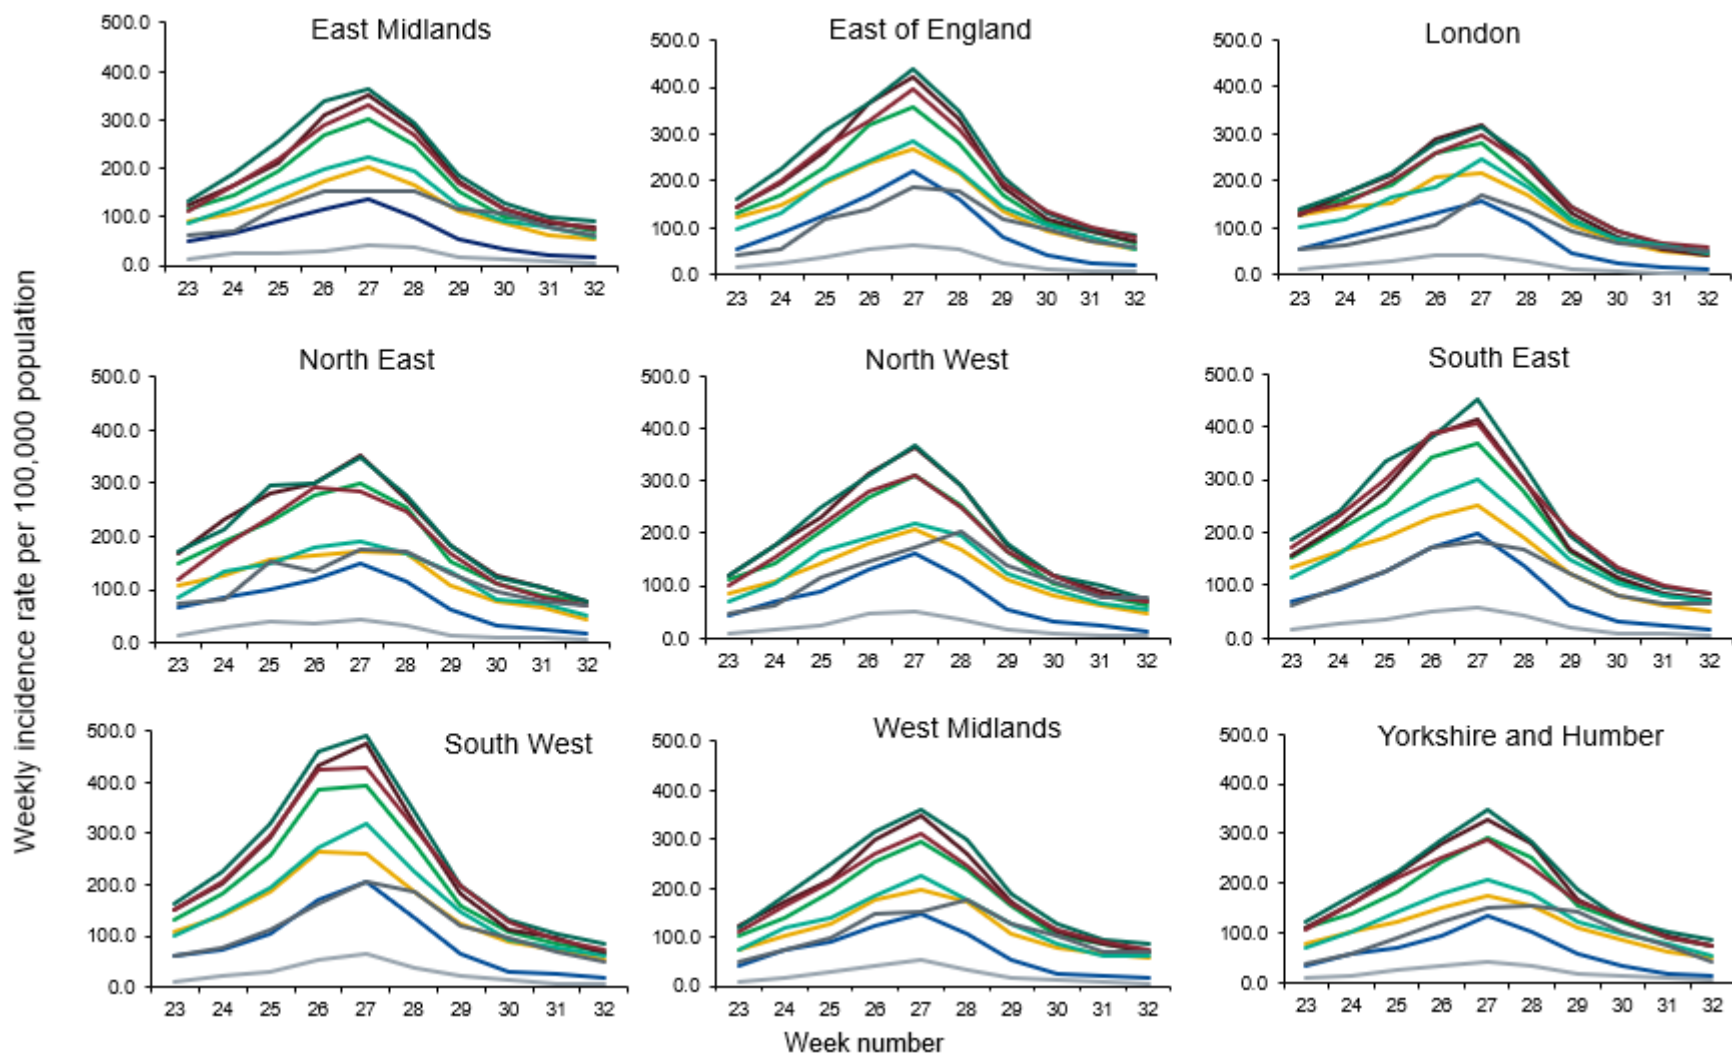 Weekly incidence rate per 100,000 population
East Midlands
500.0
400.0
300.0
200.0
100.0
0.0
23 24 25 26 27 28 29 30 31 32
East of England
500.0
400.0
300.0
200.0
100.0
0.0
23 24 25 26 27 28 29 30 31 32
London
500.0
400.0
300.0
200.0
100.0
0.0
23 24 25 26 27 28 29 30 31 32
North East
500.0
400.0
300.0
200.0
100.0
0.0
23 24 25 26 27 28 29 30 31 32
North West
500.0
400.0
300.0
200.0
100.0
0.0
23 24 25 26 27 28 29 30 31 32
South East
500.0
400.0
300.0
200.0
100.0
0.0
23 24 25 26 27 28 29 30 31 32
South West
500.0
400.0
300.0
200.0
100.0
0.0
23 24 25 26 27 28 29 30 31 32
West Midlands
500.0
400.0
300.0
200.0
100.0
0.0
23 24 25 26 27 28 29 30 31 32
Yorkshire and Humber
500.0
400.0
300.0
200.0
100.0
0.0
23 24 25 26 27 28 29 30 31 32
Week number